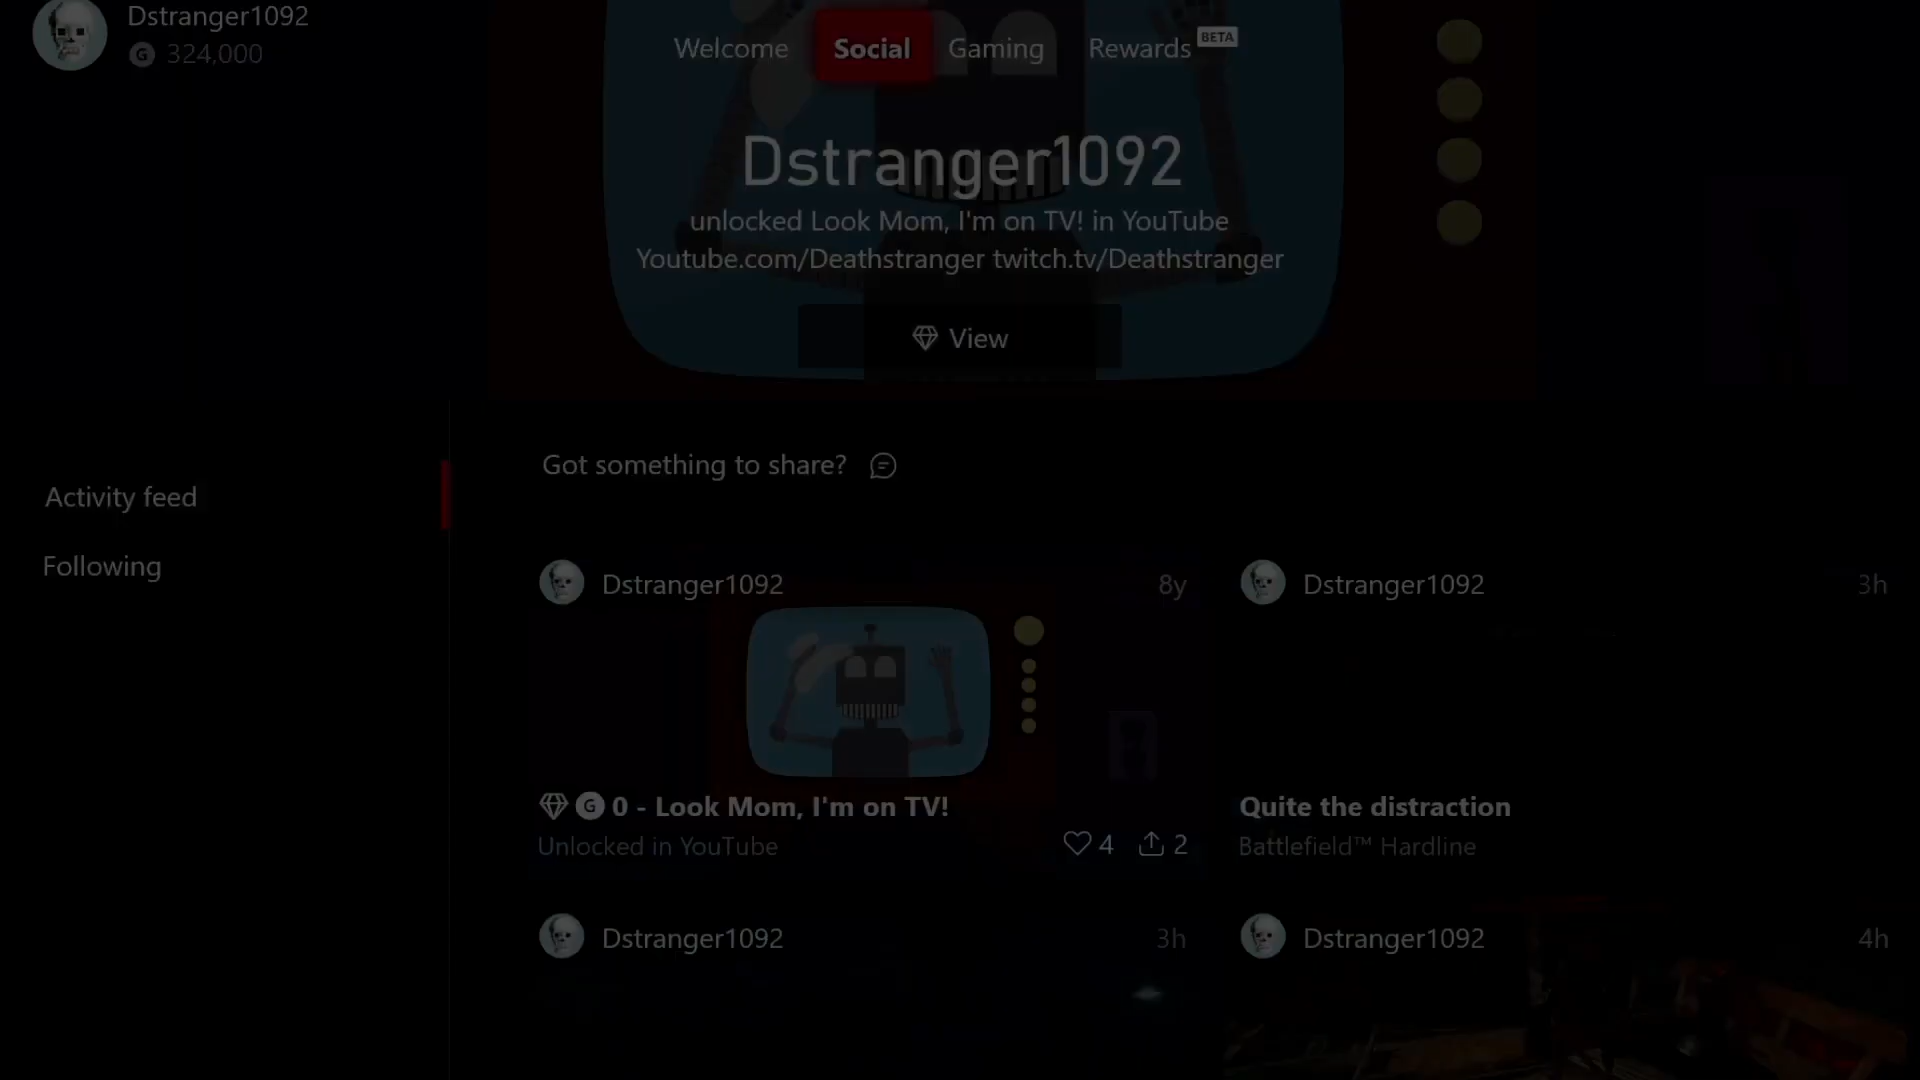 Dstranger1092
G 324,000
Welcome Social Gaming Rewards BETA
Dstranger1092
unlocked Look Mom, I'm on TV! in YouTube
Youtube.com/Deathstranger twitch.tv/Deathstranger
View
Activity feed
Following
Got something to share?
Dstranger1092 8y
G 0 - Look Mom, I'm on TV!
Unlocked in YouTube
4 2
Dstranger1092 3h
Quite the distraction
Battlefield™ Hardline
Dstranger1092 3h
Dstranger1092 4h